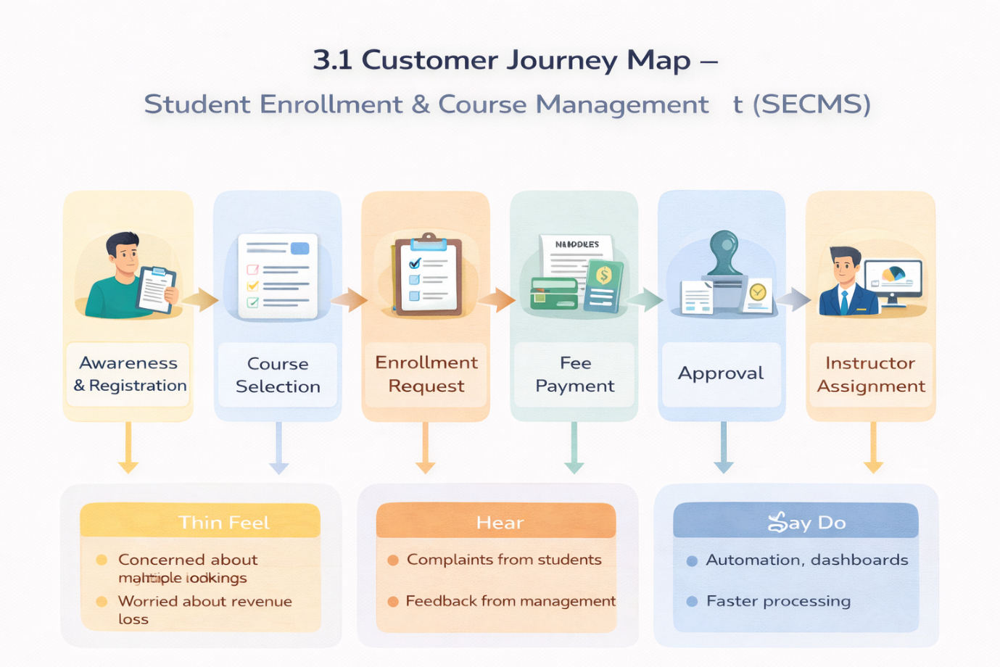 3.1 Customer Journey Map –
Student Enrollment & Course Management t (SECMS)
Awareness
& Registration
Course
Selection
Enrollment
Request
Fee
Payment
Approval
Instructor
Assignment
Thin Feel
Concerned about
Worried about revenue
loss
Hear
Complaints from students
Feedback from management
Say Do
Automation, dashboards
Faster processing